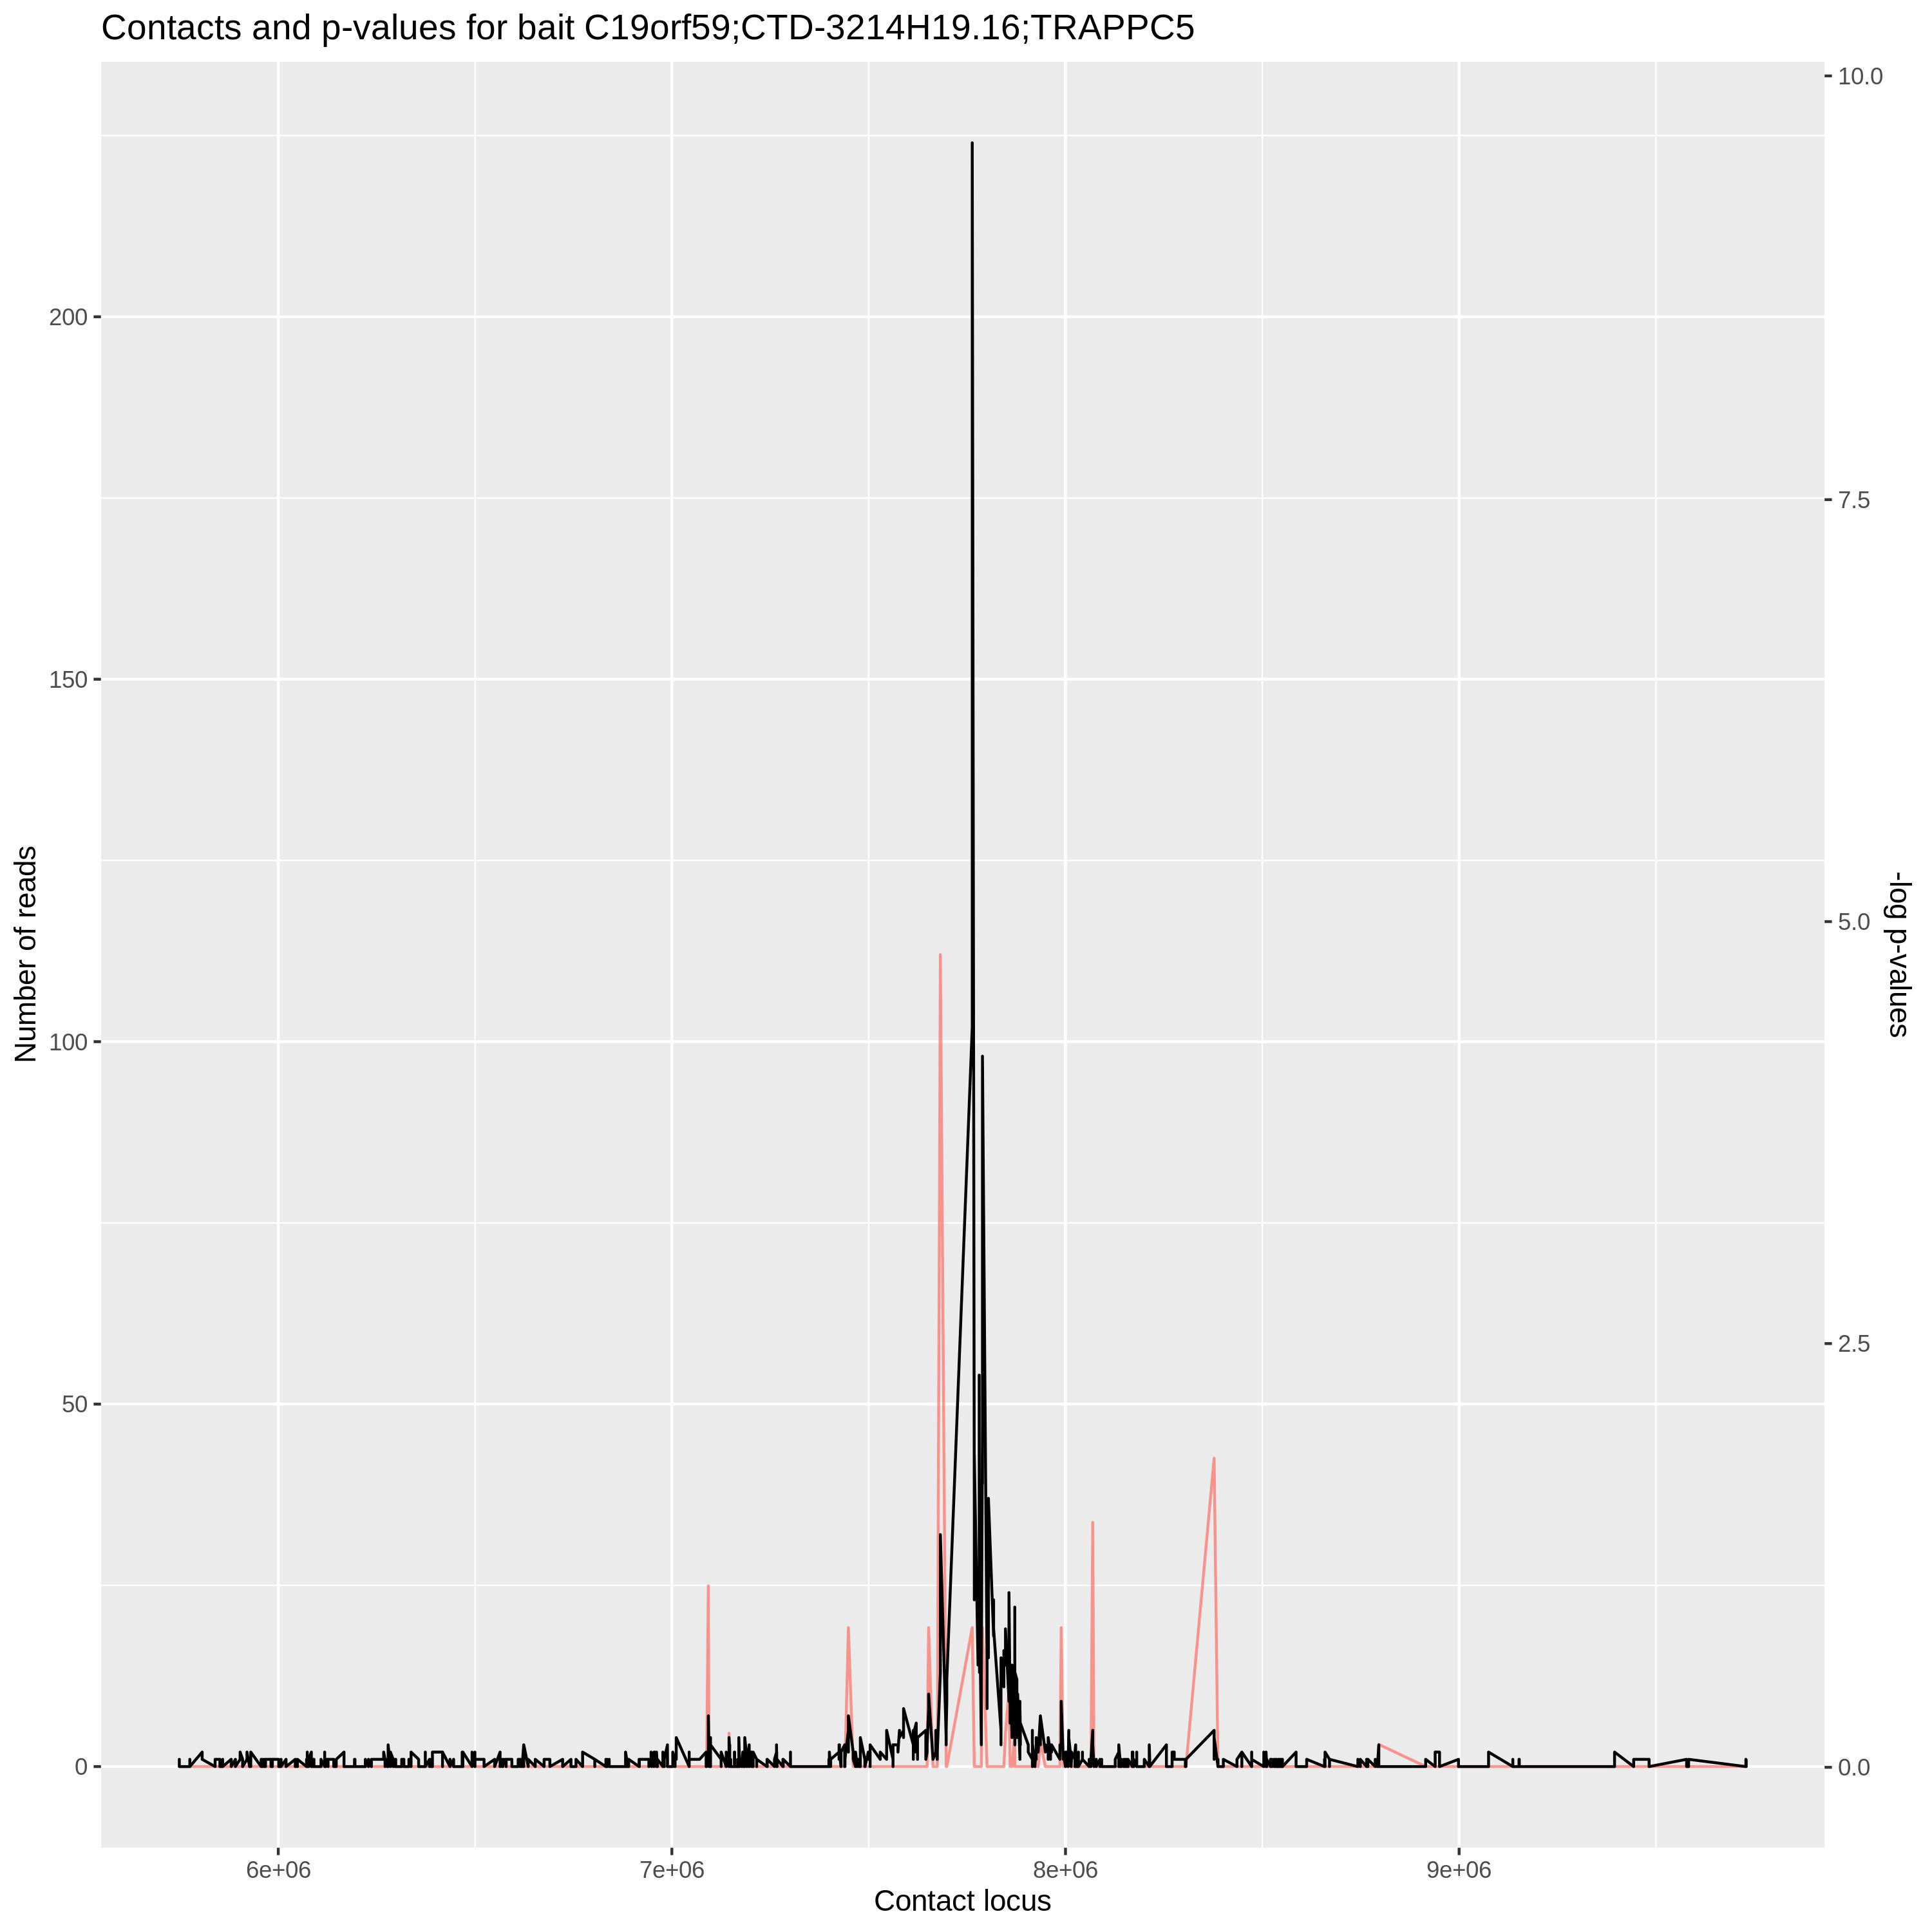 Contacts and p-values for bait C19orf59;CTD-3214H19.16;TRAPPC5
Number of reads
200
150
100
50
0
10.0
7.5
5.0
2.5
0.0
-log p-values
6e+06
7e+06
8e+06
9e+06
Contact locus